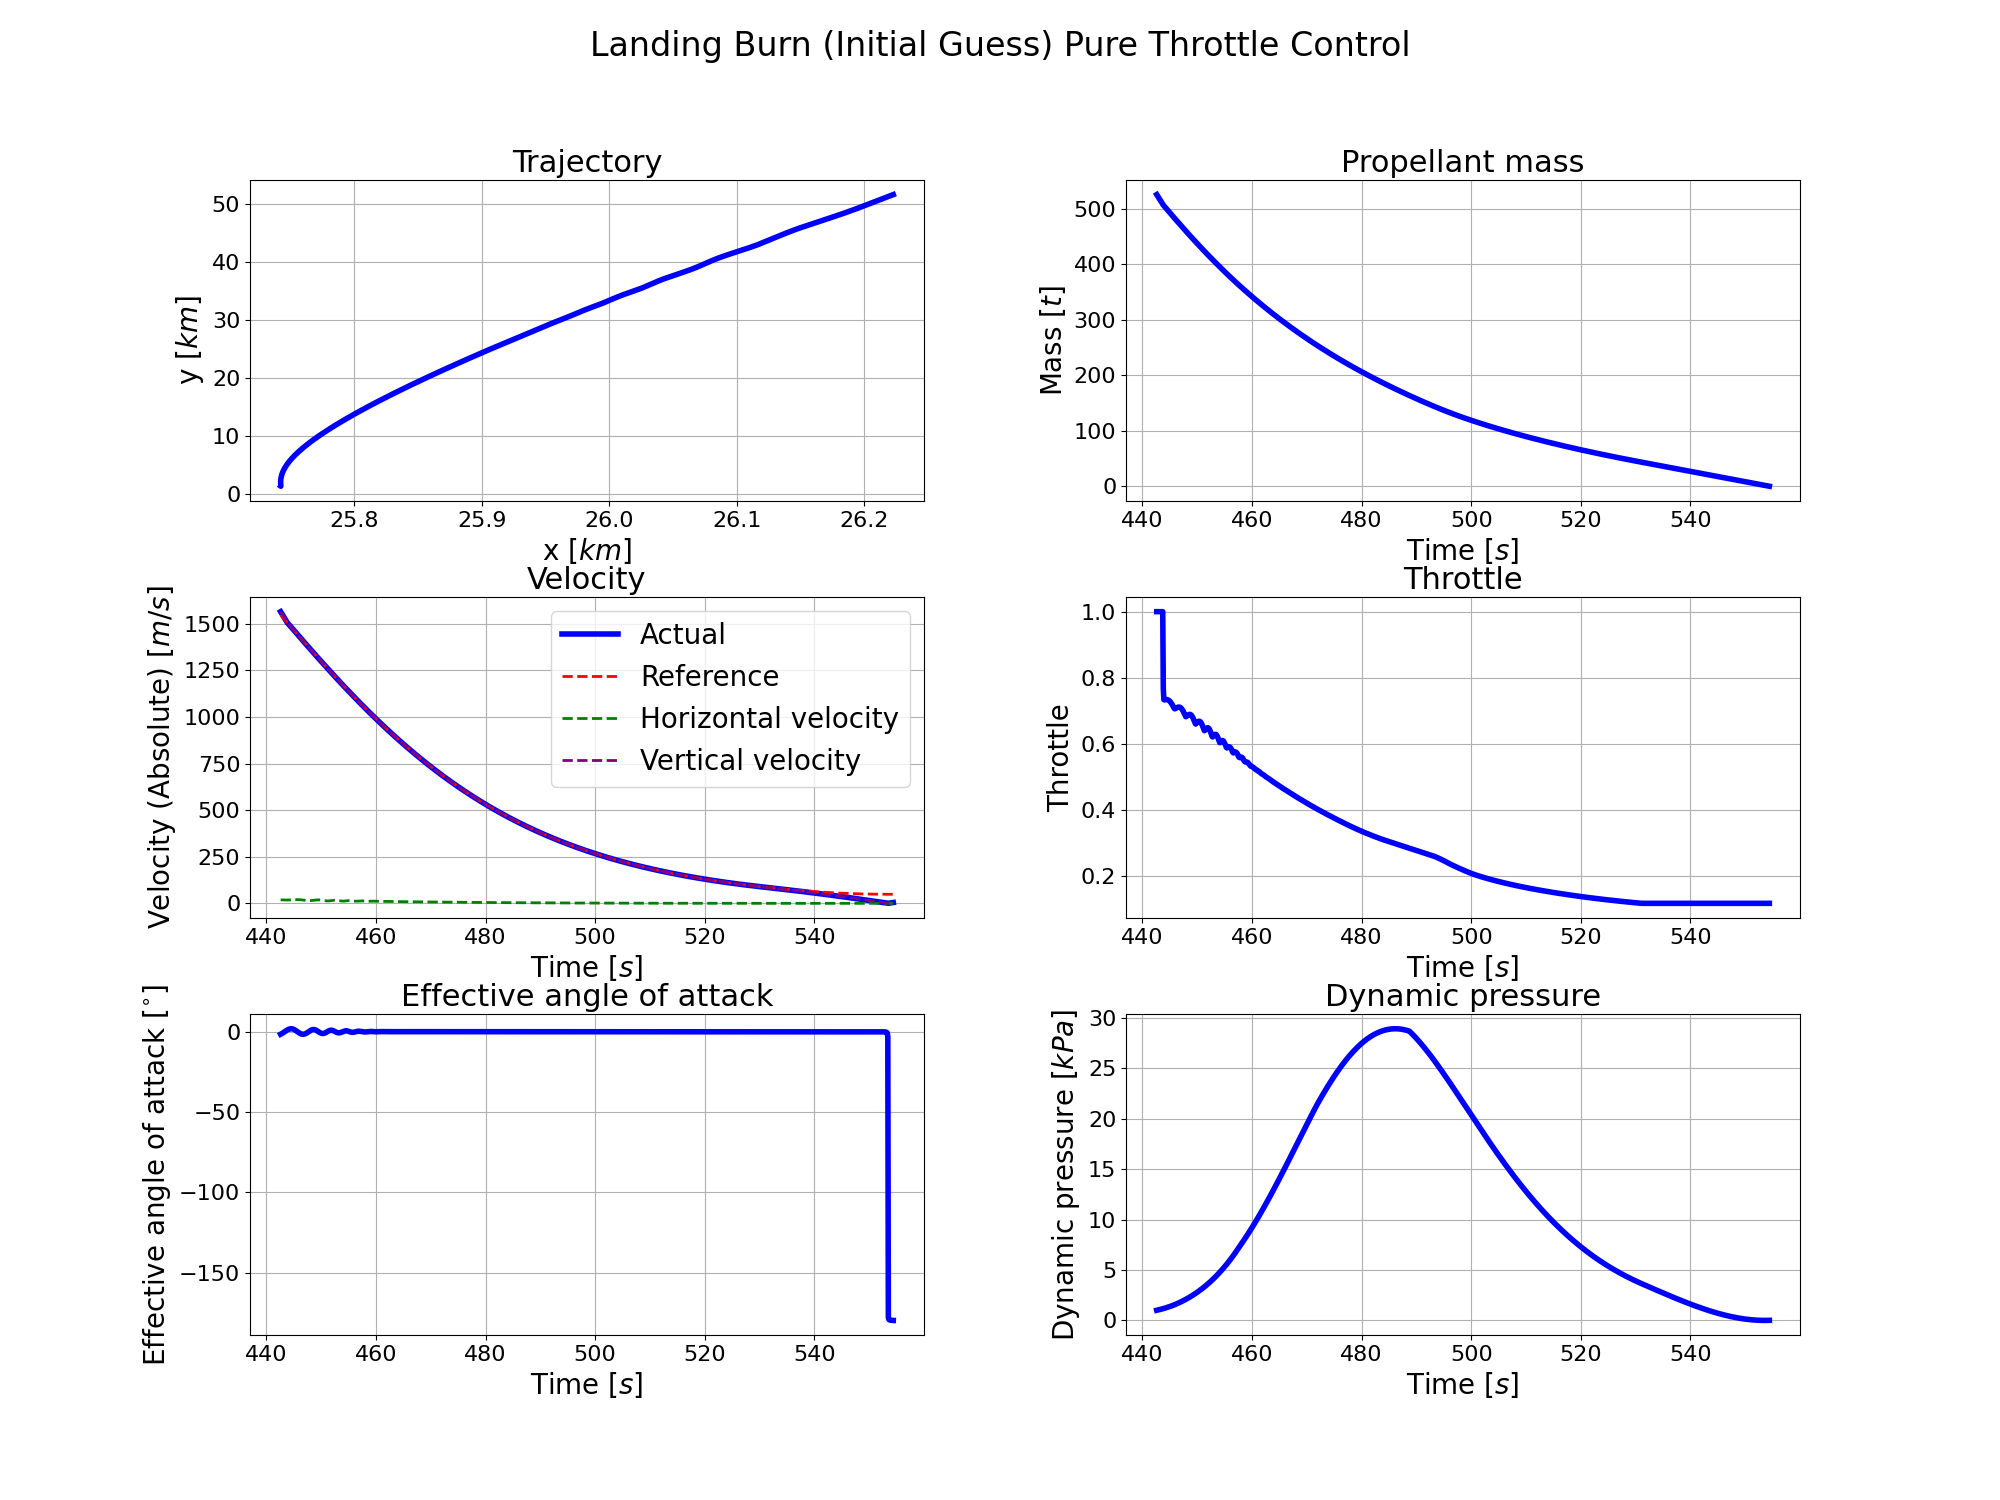 Landing Burn (Initial Guess) Pure Throttle Control
Trajectory
y [km]
50
40
30
20
10
0
25.8 25.9 26.0 26.1 26.2
x [km]
Propellant mass
Mass [t]
500
400
300
200
100
0
440 460 480 500 520 540
Time [s]
Velocity
Velocity (Absolute) [m/s]
1500
1250
1000
750
500
250
0
Actual
Reference
Horizontal velocity
Vertical velocity
440 460 480 500 520 540
Time [s]
Throttle
Throttle
1.0
0.8
0.6
0.4
0.2
440 460 480 500 520 540
Time [s]
Effective angle of attack
Effective angle of attack [°]
0
−50
−100
−150
440 460 480 500 520 540
Time [s]
Dynamic pressure
Dynamic pressure [kPa]
30
25
20
15
10
5
0
440 460 480 500 520 540
Time [s]